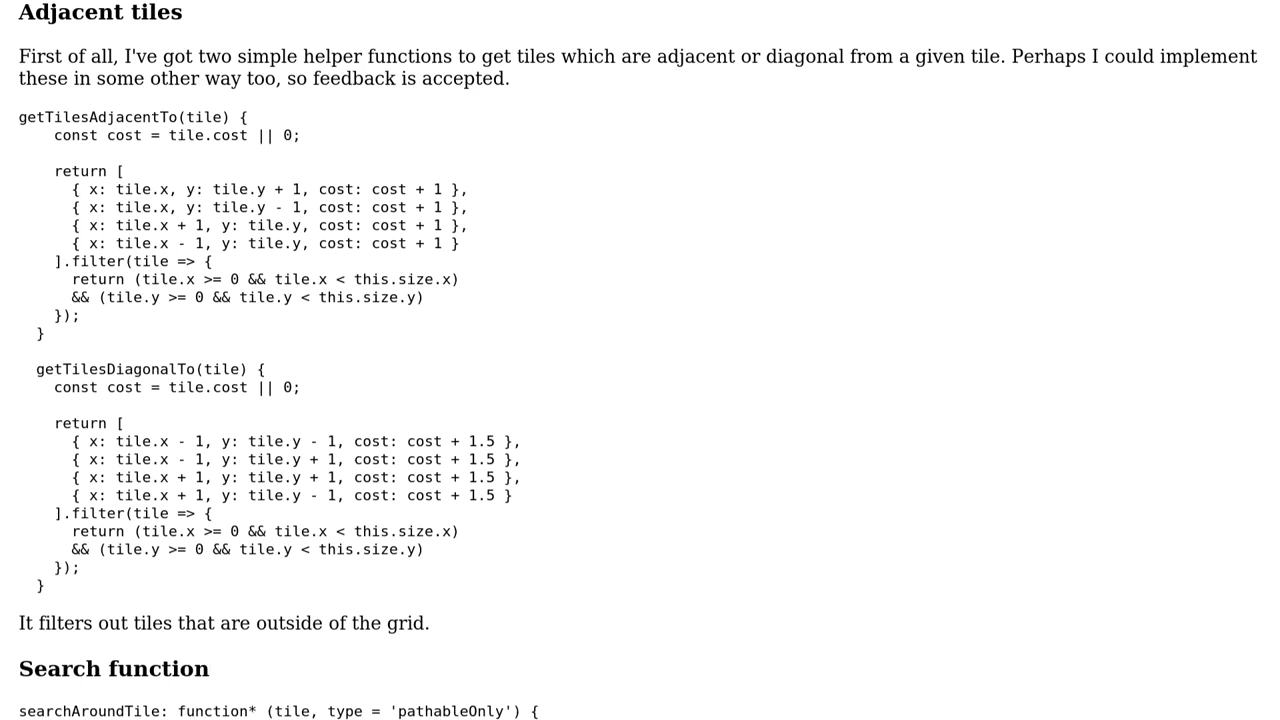 Adjacent tiles
First of all, I've got two simple helper functions to get tiles which are adjacent or diagonal from a given tile. Perhaps I could implement
these in some other way too, so feedback is accepted.
getTilesAdjacentTo(tile) {
    const cost = tile.cost || 0;

    return [
      { x: tile.x, y: tile.y + 1, cost: cost + 1 },
      { x: tile.x, y: tile.y - 1, cost: cost + 1 },
      { x: tile.x + 1, y: tile.y, cost: cost + 1 },
      { x: tile.x - 1, y: tile.y, cost: cost + 1 }
    ].filter(tile => {
      return (tile.x >= 0 && tile.x < this.size.x)
      && (tile.y >= 0 && tile.y < this.size.y)
    });
  }

  getTilesDiagonalTo(tile) {
    const cost = tile.cost || 0;

    return [
      { x: tile.x - 1, y: tile.y - 1, cost: cost + 1.5 },
      { x: tile.x - 1, y: tile.y + 1, cost: cost + 1.5 },
      { x: tile.x + 1, y: tile.y + 1, cost: cost + 1.5 },
      { x: tile.x + 1, y: tile.y - 1, cost: cost + 1.5 }
    ].filter(tile => {
      return (tile.x >= 0 && tile.x < this.size.x)
      && (tile.y >= 0 && tile.y < this.size.y)
    });
  }
It filters out tiles that are outside of the grid.
Search function
searchAroundTile: function* (tile, type = 'pathableOnly') {